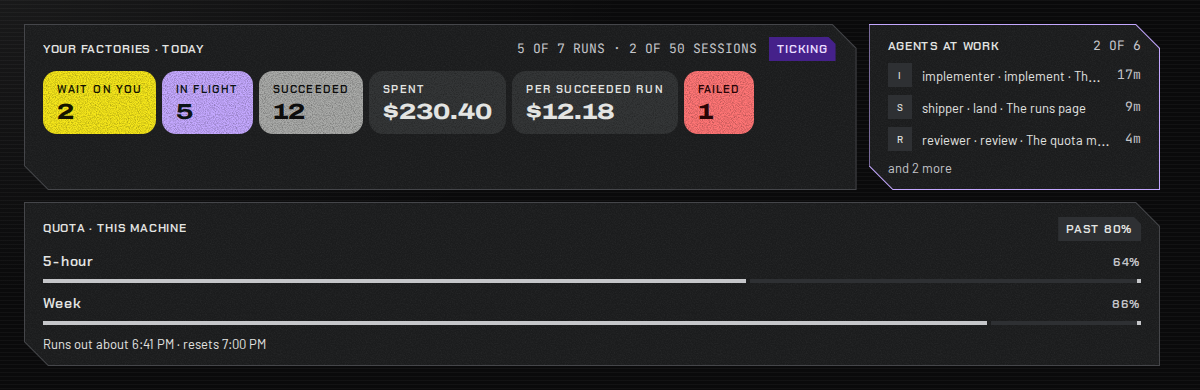 YOUR FACTORIES · TODAY
5 OF 7 RUNS · 2 OF 50 SESSIONS
TICKING
WAIT ON YOU
2
IN FLIGHT
5
SUCCEEDED
12
SPENT
$230.40
PER SUCCEEDED RUN
$12.18
FAILED
1
AGENTS AT WORK
2 OF 6
I implementer · implement · Th... 17m
S shipper · land · The runs page 9m
R reviewer · review · The quota m... 4m
and 2 more
QUOTA · THIS MACHINE
PAST 80%
5-hour 64%
Week 86%
Runs out about 6:41 PM · resets 7:00 PM